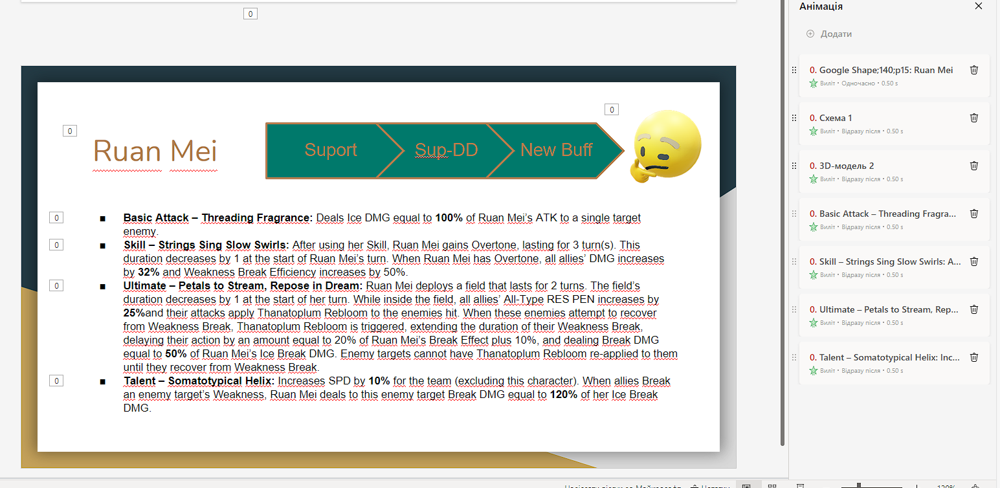 0
Ruan Mei
0
Suport
Sup-DD
New Buff
0
0
■ Basic Attack – Threading Fragrance: Deals Ice DMG equal to 100% of Ruan Mei’s ATK to a single target
enemy.
0
■ Skill – Strings Sing Slow Swirls: After using her Skill, Ruan Mei gains Overtone, lasting for 3 turn(s). This
duration decreases by 1 at the start of Ruan Mei’s turn. When Ruan Mei has Overtone, all allies’ DMG increases
by 32% and Weakness Break Efficiency increases by 50%.
0
■ Ultimate – Petals to Stream, Repose in Dream: Ruan Mei deploys a field that lasts for 2 turns. The field’s
duration decreases by 1 at the start of her turn. While inside the field, all allies’ All-Type RES PEN increases by
25%and their attacks apply Thanatoplum Rebloom to the enemies hit. When these enemies attempt to recover
from Weakness Break, Thanatoplum Rebloom is triggered, extending the duration of their Weakness Break,
delaying their action by an amount equal to 20% of Ruan Mei’s Break Effect plus 10%, and dealing Break DMG
equal to 50% of Ruan Mei’s Ice Break DMG. Enemy targets cannot have Thanatoplum Rebloom re-applied to them
until they recover from Weakness Break.
0
■ Talent – Somatotypical Helix: Increases SPD by 10% for the team (excluding this character). When allies Break
an enemy target’s Weakness, Ruan Mei deals to this enemy target Break DMG equal to 120% of her Ice Break
DMG.
Анімація
Додати
0. Google Shape;140;p15: Ruan Mei
Виліт • Одночасно • 0.50 s
0. Схема 1
Виліт • Відразу після • 0.50 s
0. 3D-модель 2
Виліт • Відразу після • 0.50 s
0. Basic Attack – Threading Fragra...
Виліт • Відразу після • 0.50 s
0. Skill – Strings Sing Slow Swirls: A...
Виліт • Відразу після • 0.50 s
0. Ultimate – Petals to Stream, Rep...
Виліт • Відразу після • 0.50 s
0. Talent – Somatotypical Helix: Inc...
Виліт • Відразу після • 0.50 s